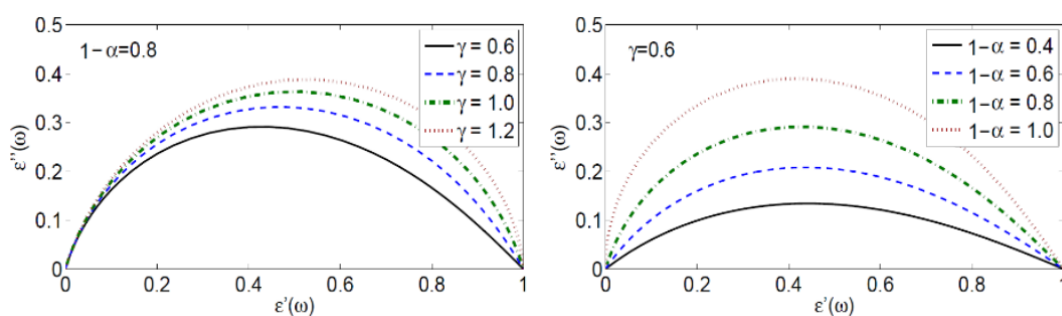 1−α=0.8
γ = 0.6
γ = 0.8
γ = 1.0
γ = 1.2
0.5
0.4
0.3
0.2
0.1
0
ε''(ω)
0 0.2 0.4 0.6 0.8 1
ε'(ω)
γ=0.6
1−α = 0.4
1−α = 0.6
1−α = 0.8
1−α = 1.0
0.5
0.4
0.3
0.2
0.1
0
ε''(ω)
0 0.2 0.4 0.6 0.8 1
ε'(ω)